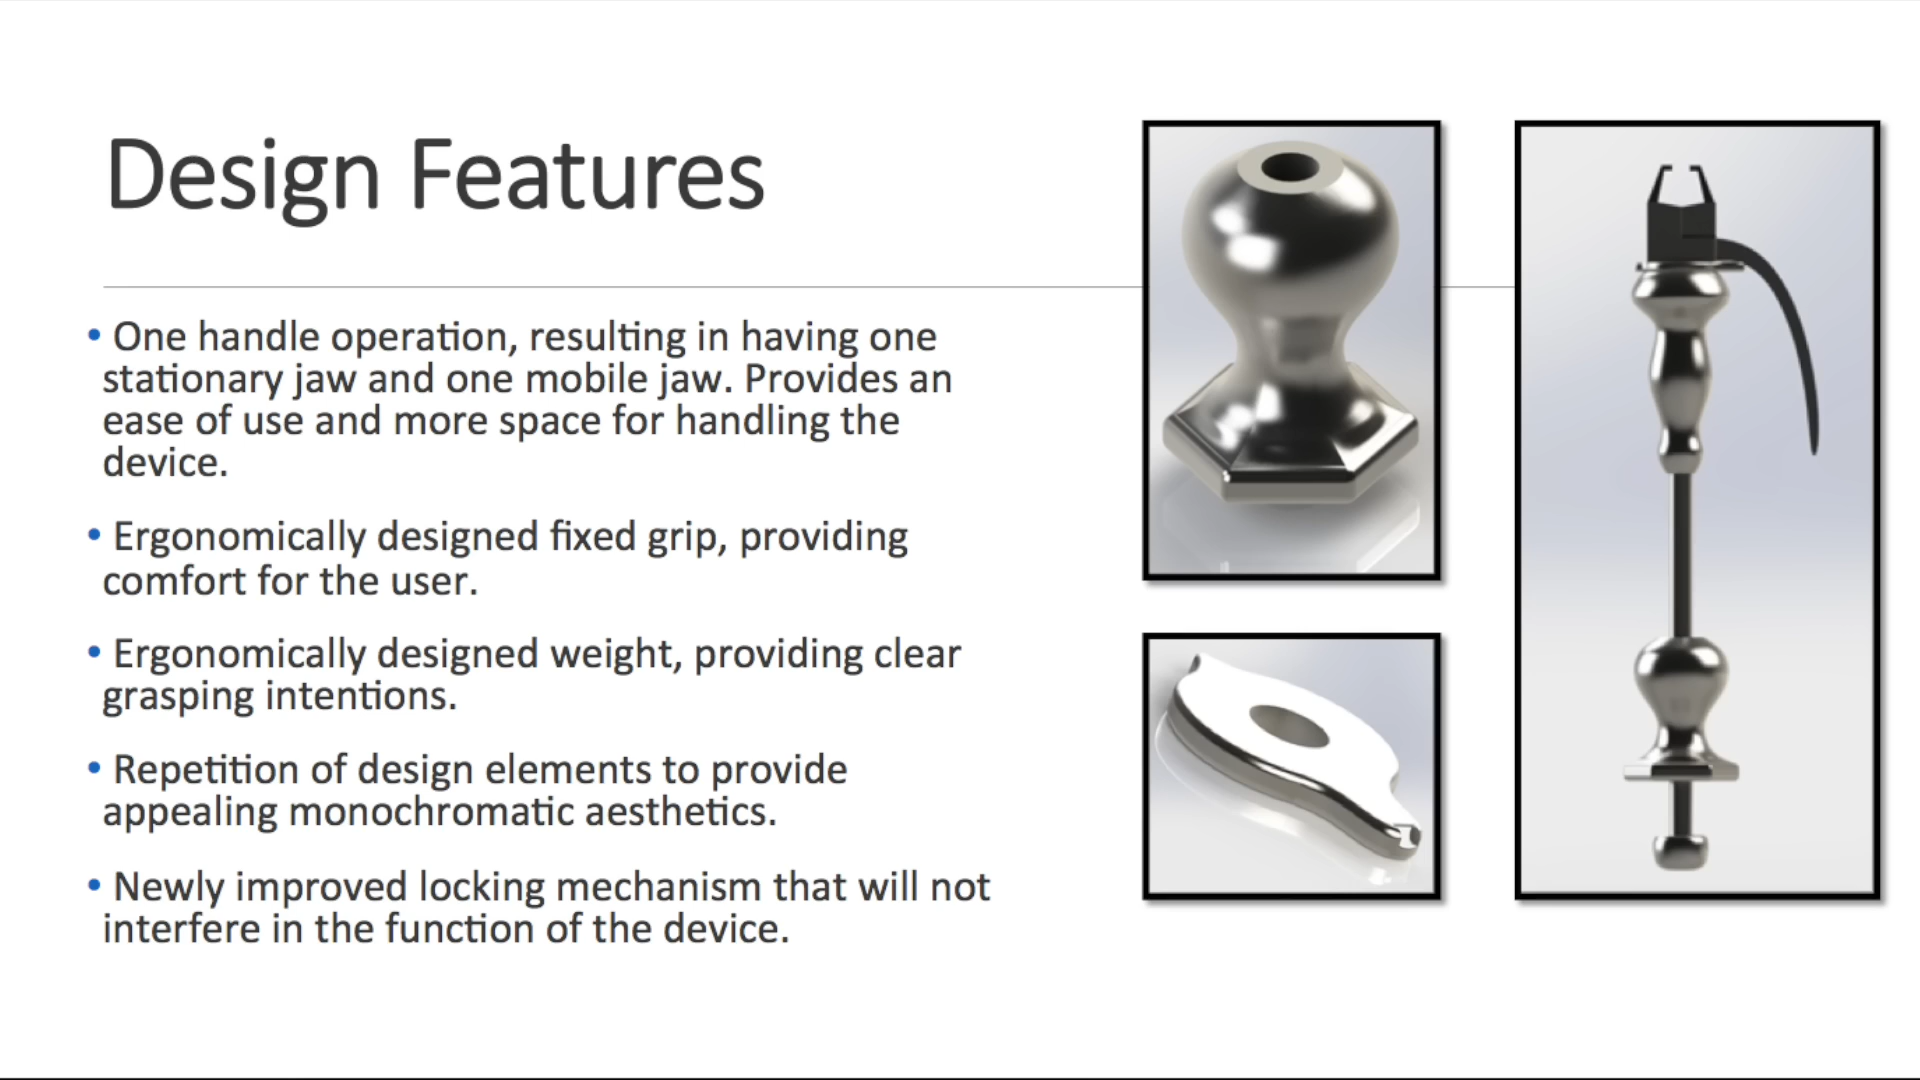 Design Features
• One handle operation, resulting in having one
stationary jaw and one mobile jaw. Provides an
ease of use and more space for handling the
device.
• Ergonomically designed fixed grip, providing
comfort for the user.
• Ergonomically designed weight, providing clear
grasping intentions.
• Repetition of design elements to provide
appealing monochromatic aesthetics.
• Newly improved locking mechanism that will not
interfere in the function of the device.